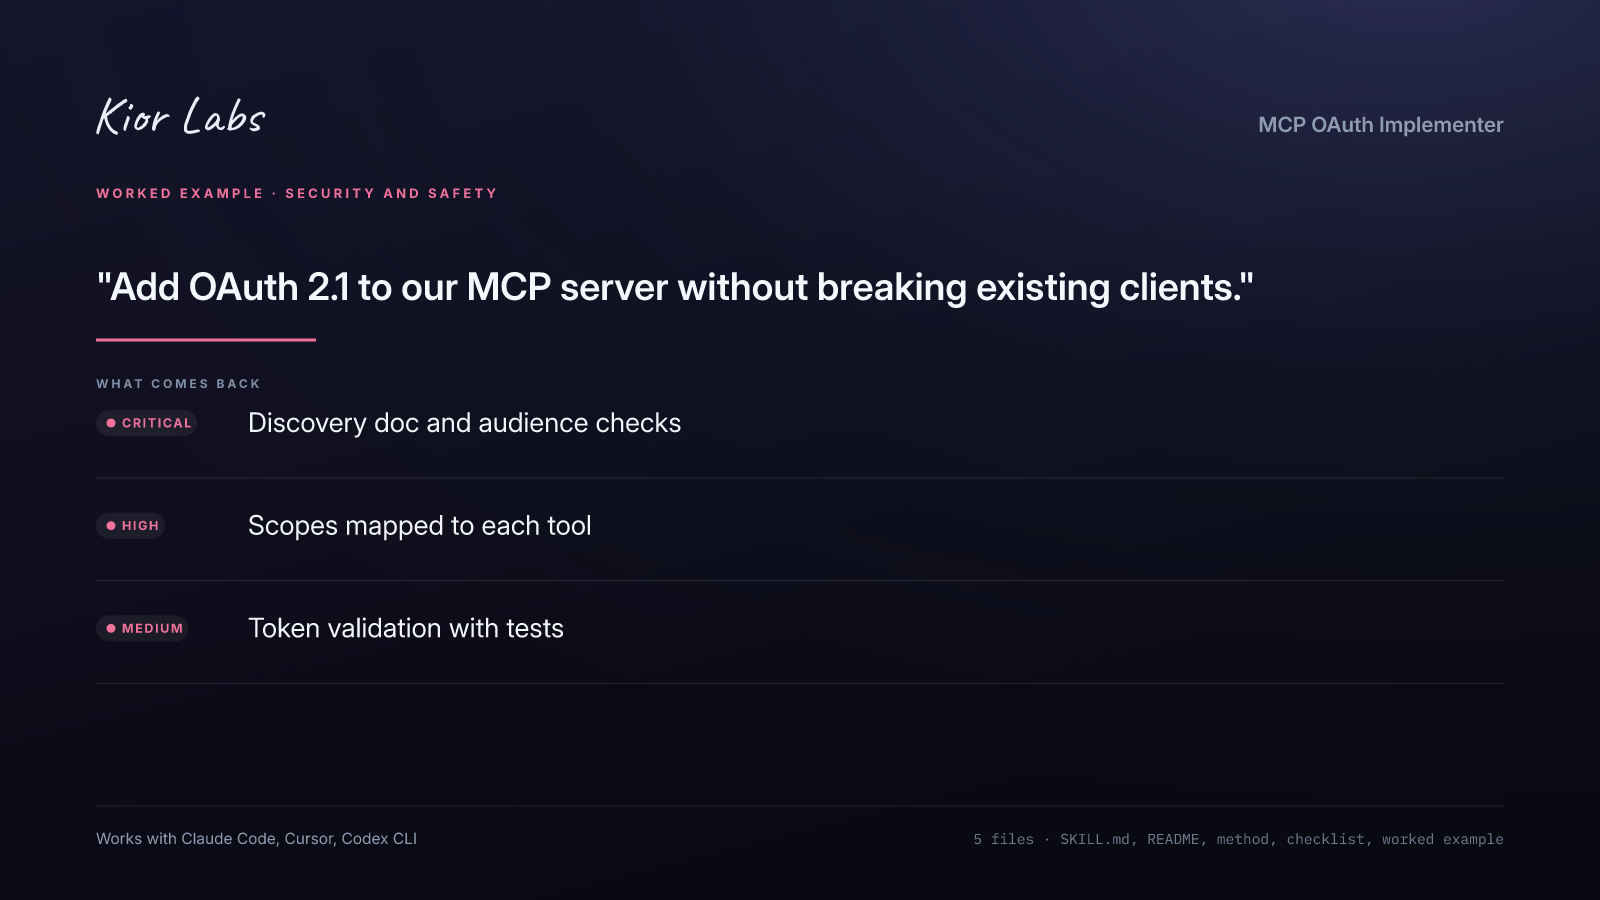 Kior Labs
MCP OAuth Implementer
WORKED EXAMPLE · SECURITY AND SAFETY
"Add OAuth 2.1 to our MCP server without breaking existing clients."
WHAT COMES BACK
CRITICAL Discovery doc and audience checks
HIGH Scopes mapped to each tool
MEDIUM Token validation with tests
Works with Claude Code, Cursor, Codex CLI
5 files · SKILL.md, README, method, checklist, worked example